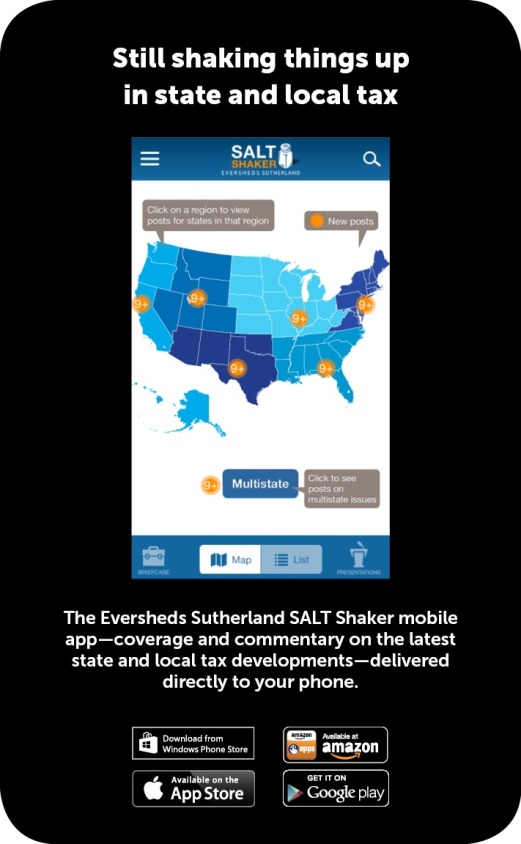 Still shaking things up
in state and local tax
SALT
SHAKER
EVERSHEDS SUTHERLAND
Click on a region to view
posts for states in that region
New posts
9+
9+
9+
9+
9+
9+
9+
Multistate
Click to see
posts on
multistate issues
BRIEFCASE
Map
List
PRESENTATIONS
The Eversheds Sutherland SALT Shaker mobile
app—coverage and commentary on the latest
state and local tax developments—delivered
directly to your phone.
Download from
Windows Phone Store
amazon
apps
Available at
amazon
Available on the
App Store
GET IT ON
Google play